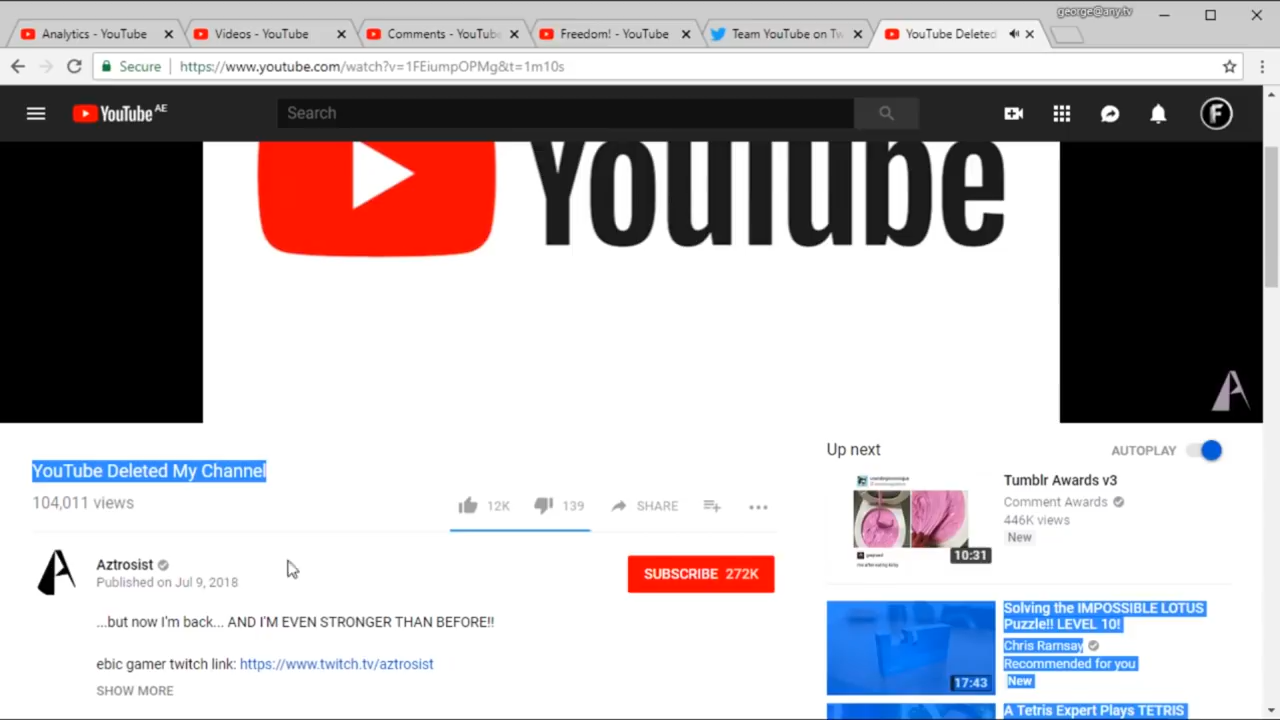 george@any.tv
Analytics - YouTube
Videos - YouTube
Comments - YouTube
Freedom! - YouTube
Team YouTube on Tw
YouTube Deleted
Secure
https://www.youtube.com/watch?v=1FEiumpOPMg&t=1m10s
YouTube AE
Search
F
YouTube
YouTube Deleted My Channel
104,011 views
12K
139
SHARE
Aztrosist
Published on Jul 9, 2018
SUBSCRIBE 272K
...but now I'm back... AND I'M EVEN STRONGER THAN BEFORE!!
ebic gamer twitch link: https://www.twitch.tv/aztrosist
SHOW MORE
Up next
AUTOPLAY
10:31
Tumblr Awards v3
Comment Awards
446K views
New
17:43
Solving the IMPOSSIBLE LOTUS
Puzzle!! LEVEL 10!
Chris Ramsay
Recommended for you
New
A Tetris Expert Plays TETRIS